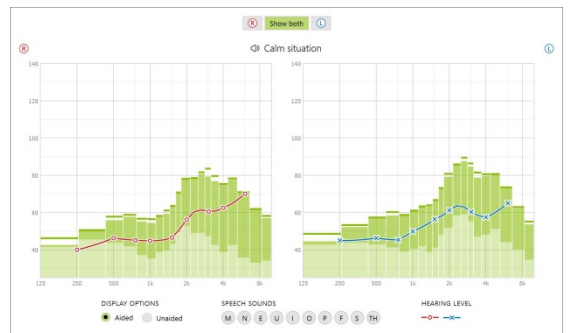 R Show both L
R Calm situation L
140 140
120 120
100 100
80 80
60 60
40 40
125 250 500 1k 2k 4k 8k 125 250 500 1k 2k 4k 8k
DISPLAY OPTIONS SPEECH SOUNDS HEARING LEVEL
Aided Unaided M N E U I O P F S TH